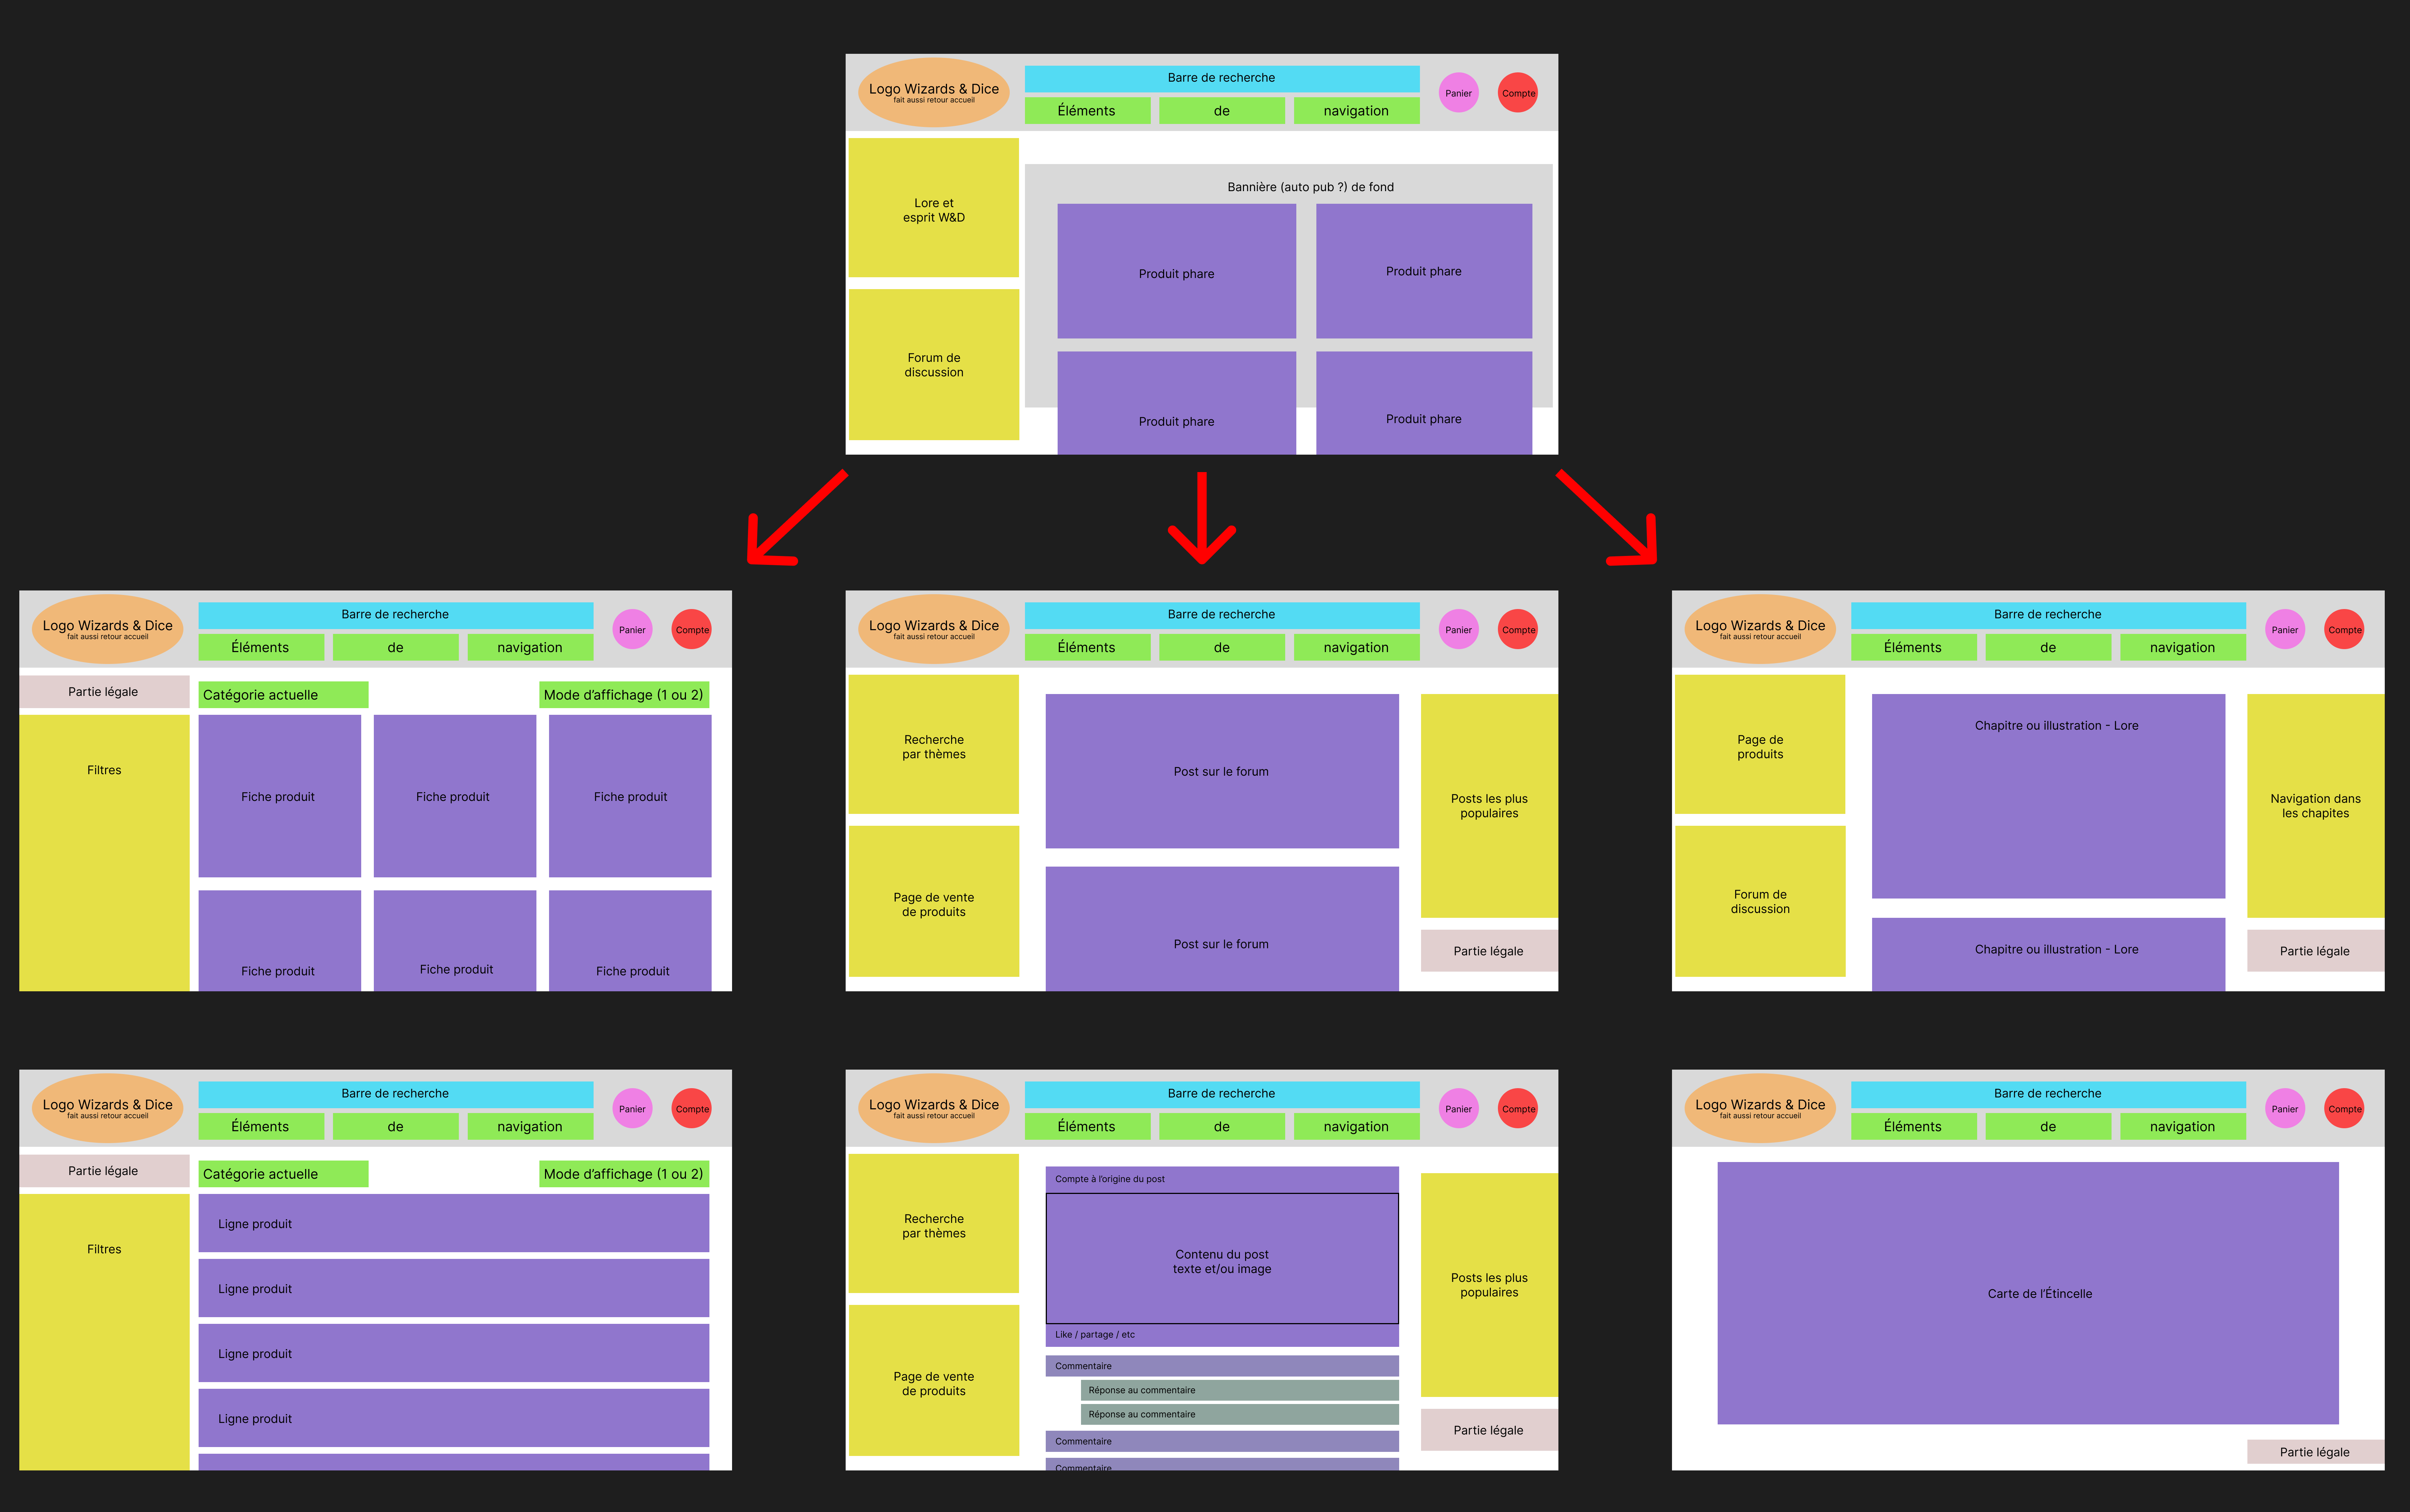 Logo Wizards & Dice
fait aussi retour accueil
Barre de recherche
Éléments
de
navigation
Panier
Compte
Lore et
esprit W&D
Forum de
discussion
Bannière (auto pub ?) de fond
Produit phare
Produit phare
Produit phare
Produit phare
Logo Wizards & Dice
fait aussi retour accueil
Barre de recherche
Éléments
de
navigation
Panier
Compte
Partie légale
Catégorie actuelle
Mode d'affichage (1 ou 2)
Filtres
Fiche produit
Fiche produit
Fiche produit
Fiche produit
Fiche produit
Fiche produit
Logo Wizards & Dice
fait aussi retour accueil
Barre de recherche
Éléments
de
navigation
Panier
Compte
Recherche
par thèmes
Page de vente
de produits
Post sur le forum
Post sur le forum
Posts les plus
populaires
Partie légale
Logo Wizards & Dice
fait aussi retour accueil
Barre de recherche
Éléments
de
navigation
Panier
Compte
Page de
produits
Forum de
discussion
Chapitre ou illustration - Lore
Chapitre ou illustration - Lore
Navigation dans
les chapites
Partie légale
Logo Wizards & Dice
fait aussi retour accueil
Barre de recherche
Éléments
de
navigation
Panier
Compte
Partie légale
Catégorie actuelle
Mode d'affichage (1 ou 2)
Filtres
Ligne produit
Ligne produit
Ligne produit
Ligne produit
Logo Wizards & Dice
fait aussi retour accueil
Barre de recherche
Éléments
de
navigation
Panier
Compte
Recherche
par thèmes
Page de vente
de produits
Compte à l'origine du post
Contenu du post
texte et/ou image
Like / partage / etc
Commentaire
Réponse au commentaire
Réponse au commentaire
Commentaire
Commentaire
Posts les plus
populaires
Partie légale
Logo Wizards & Dice
fait aussi retour accueil
Barre de recherche
Éléments
de
navigation
Panier
Compte
Carte de l'Étincelle
Partie légale